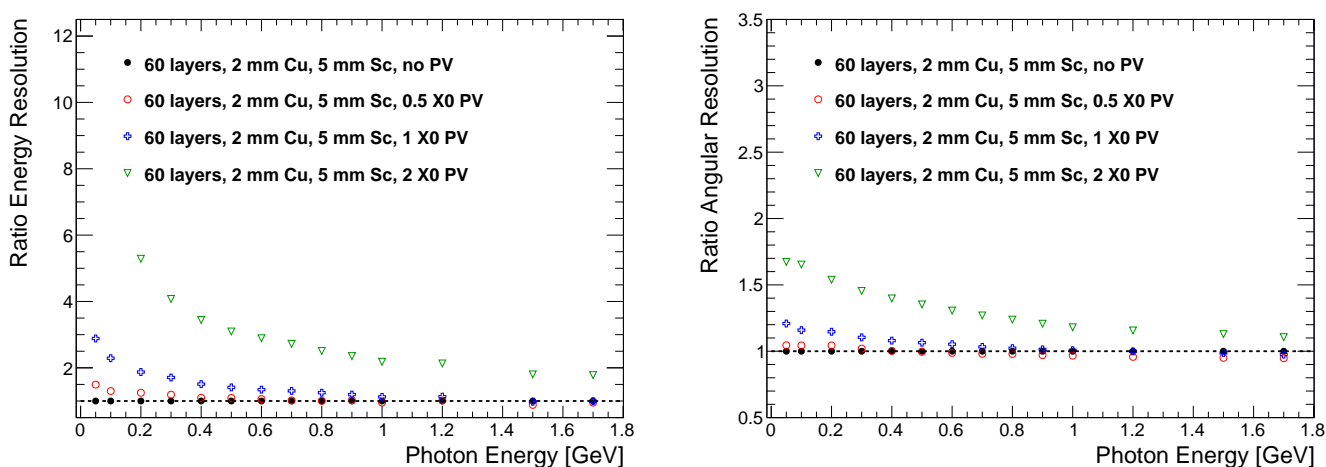 Ratio Energy Resolution
12
10
8
6
4
2
60 layers, 2 mm Cu, 5 mm Sc, no PV
60 layers, 2 mm Cu, 5 mm Sc, 0.5 X0 PV
60 layers, 2 mm Cu, 5 mm Sc, 1 X0 PV
60 layers, 2 mm Cu, 5 mm Sc, 2 X0 PV
0 0.2 0.4 0.6 0.8 1 1.2 1.4 1.6 1.8
Photon Energy [GeV]
Ratio Angular Resolution
3.5
3
2.5
2
1.5
1
0.5
60 layers, 2 mm Cu, 5 mm Sc, no PV
60 layers, 2 mm Cu, 5 mm Sc, 0.5 X0 PV
60 layers, 2 mm Cu, 5 mm Sc, 1 X0 PV
60 layers, 2 mm Cu, 5 mm Sc, 2 X0 PV
0 0.2 0.4 0.6 0.8 1 1.2 1.4 1.6 1.8
Photon Energy [GeV]